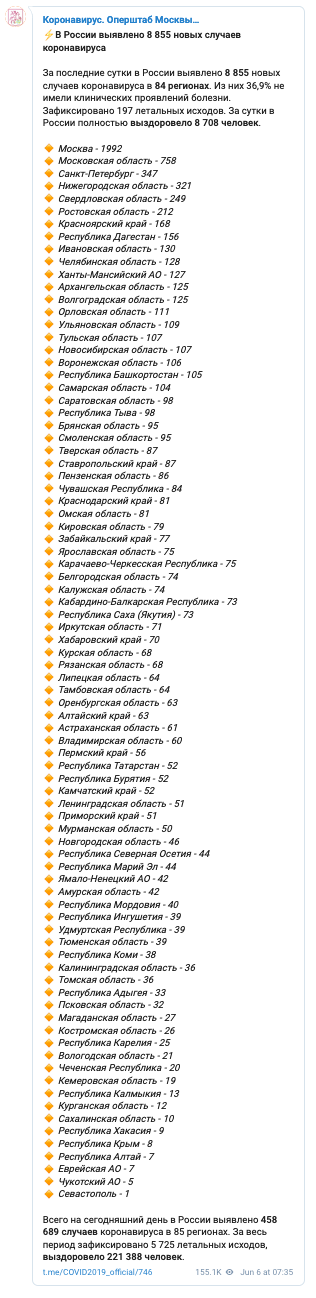 Коронавирус. Оперштаб Москвы…
⚡В России выявлено 8 855 новых случаев
коронавируса
За последние сутки в России выявлено 8 855 новых
случаев коронавируса в 84 регионах. Из них 36,9% не
имели клинических проявлений болезни.
Зафиксировано 197 летальных исходов. За сутки в
России полностью выздоровело 8 708 человек.
🔸 Москва - 1992
🔸 Московская область - 758
🔸 Санкт-Петербург - 347
🔸 Нижегородская область - 321
🔸 Свердловская область - 249
🔸 Ростовская область - 212
🔸 Красноярский край - 168
🔸 Республика Дагестан - 156
🔸 Ивановская область - 130
🔸 Челябинская область - 128
🔸 Ханты-Мансийский АО - 127
🔸 Архангельская область - 125
🔸 Волгоградская область - 125
🔸 Орловская область - 111
🔸 Ульяновская область - 109
🔸 Тульская область - 107
🔸 Новосибирская область - 107
🔸 Воронежская область - 106
🔸 Республика Башкортостан - 105
🔸 Самарская область - 104
🔸 Саратовская область - 98
🔸 Республика Тыва - 98
🔸 Брянская область - 95
🔸 Смоленская область - 95
🔸 Тверская область - 87
🔸 Ставропольский край - 87
🔸 Пензенская область - 86
🔸 Чувашская Республика - 84
🔸 Краснодарский край - 81
🔸 Омская область - 81
🔸 Кировская область - 79
🔸 Забайкальский край - 77
🔸 Ярославская область - 75
🔸 Карачаево-Черкесская Республика - 75
🔸 Белгородская область - 74
🔸 Калужская область - 74
🔸 Кабардино-Балкарская Республика - 73
🔸 Республика Саха (Якутия) - 73
🔸 Иркутская область - 71
🔸 Хабаровский край - 70
🔸 Курская область - 68
🔸 Рязанская область - 68
🔸 Липецкая область - 64
🔸 Тамбовская область - 64
🔸 Оренбургская область - 63
🔸 Алтайский край - 63
🔸 Астраханская область - 61
🔸 Владимирская область - 60
🔸 Пермский край - 56
🔸 Республика Татарстан - 52
🔸 Республика Бурятия - 52
🔸 Камчатский край - 52
🔸 Ленинградская область - 51
🔸 Приморский край - 51
🔸 Мурманская область - 50
🔸 Новгородская область - 46
🔸 Республика Северная Осетия - 44
🔸 Республика Марий Эл - 44
🔸 Ямало-Ненецкий АО - 42
🔸 Амурская область - 42
🔸 Республика Мордовия - 40
🔸 Республика Ингушетия - 39
🔸 Удмуртская Республика - 39
🔸 Тюменская область - 39
🔸 Республика Коми - 38
🔸 Калининградская область - 36
🔸 Томская область - 36
🔸 Республика Адыгея - 33
🔸 Псковская область - 32
🔸 Магаданская область - 27
🔸 Костромская область - 26
🔸 Республика Карелия - 25
🔸 Вологодская область - 21
🔸 Чеченская Республика - 20
🔸 Кемеровская область - 19
🔸 Республика Калмыкия - 13
🔸 Курганская область - 12
🔸 Сахалинская область - 10
🔸 Республика Хакасия - 9
🔸 Республика Крым - 8
🔸 Республика Алтай - 7
🔸 Еврейская АО - 7
🔸 Чукотский АО - 5
🔸 Севастополь - 1
Всего на сегодняшний день в России выявлено 458
689 случаев коронавируса в 85 регионах. За весь
период зафиксировано 5 725 летальных исходов,
выздоровело 221 388 человек.
t.me/COVID2019_official/746 155.1K Jun 6 at 07:35